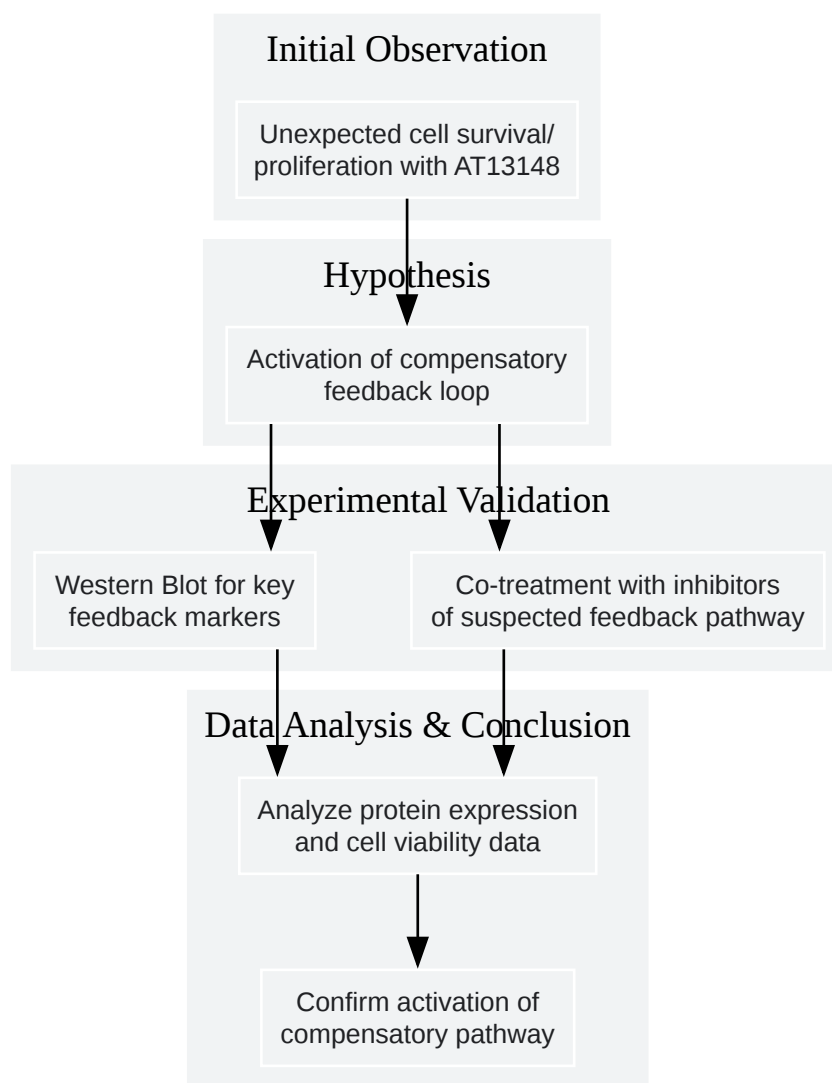 Initial Observation
Unexpected cell survival/
proliferation with AT13148
Hypothesis
Activation of compensatory
feedback loop
Experimental Validation
Western Blot for key
feedback markers
Co-treatment with inhibitors
of suspected feedback pathway
Data Analysis & Conclusion
Analyze protein expression
and cell viability data
Confirm activation of
compensatory pathway